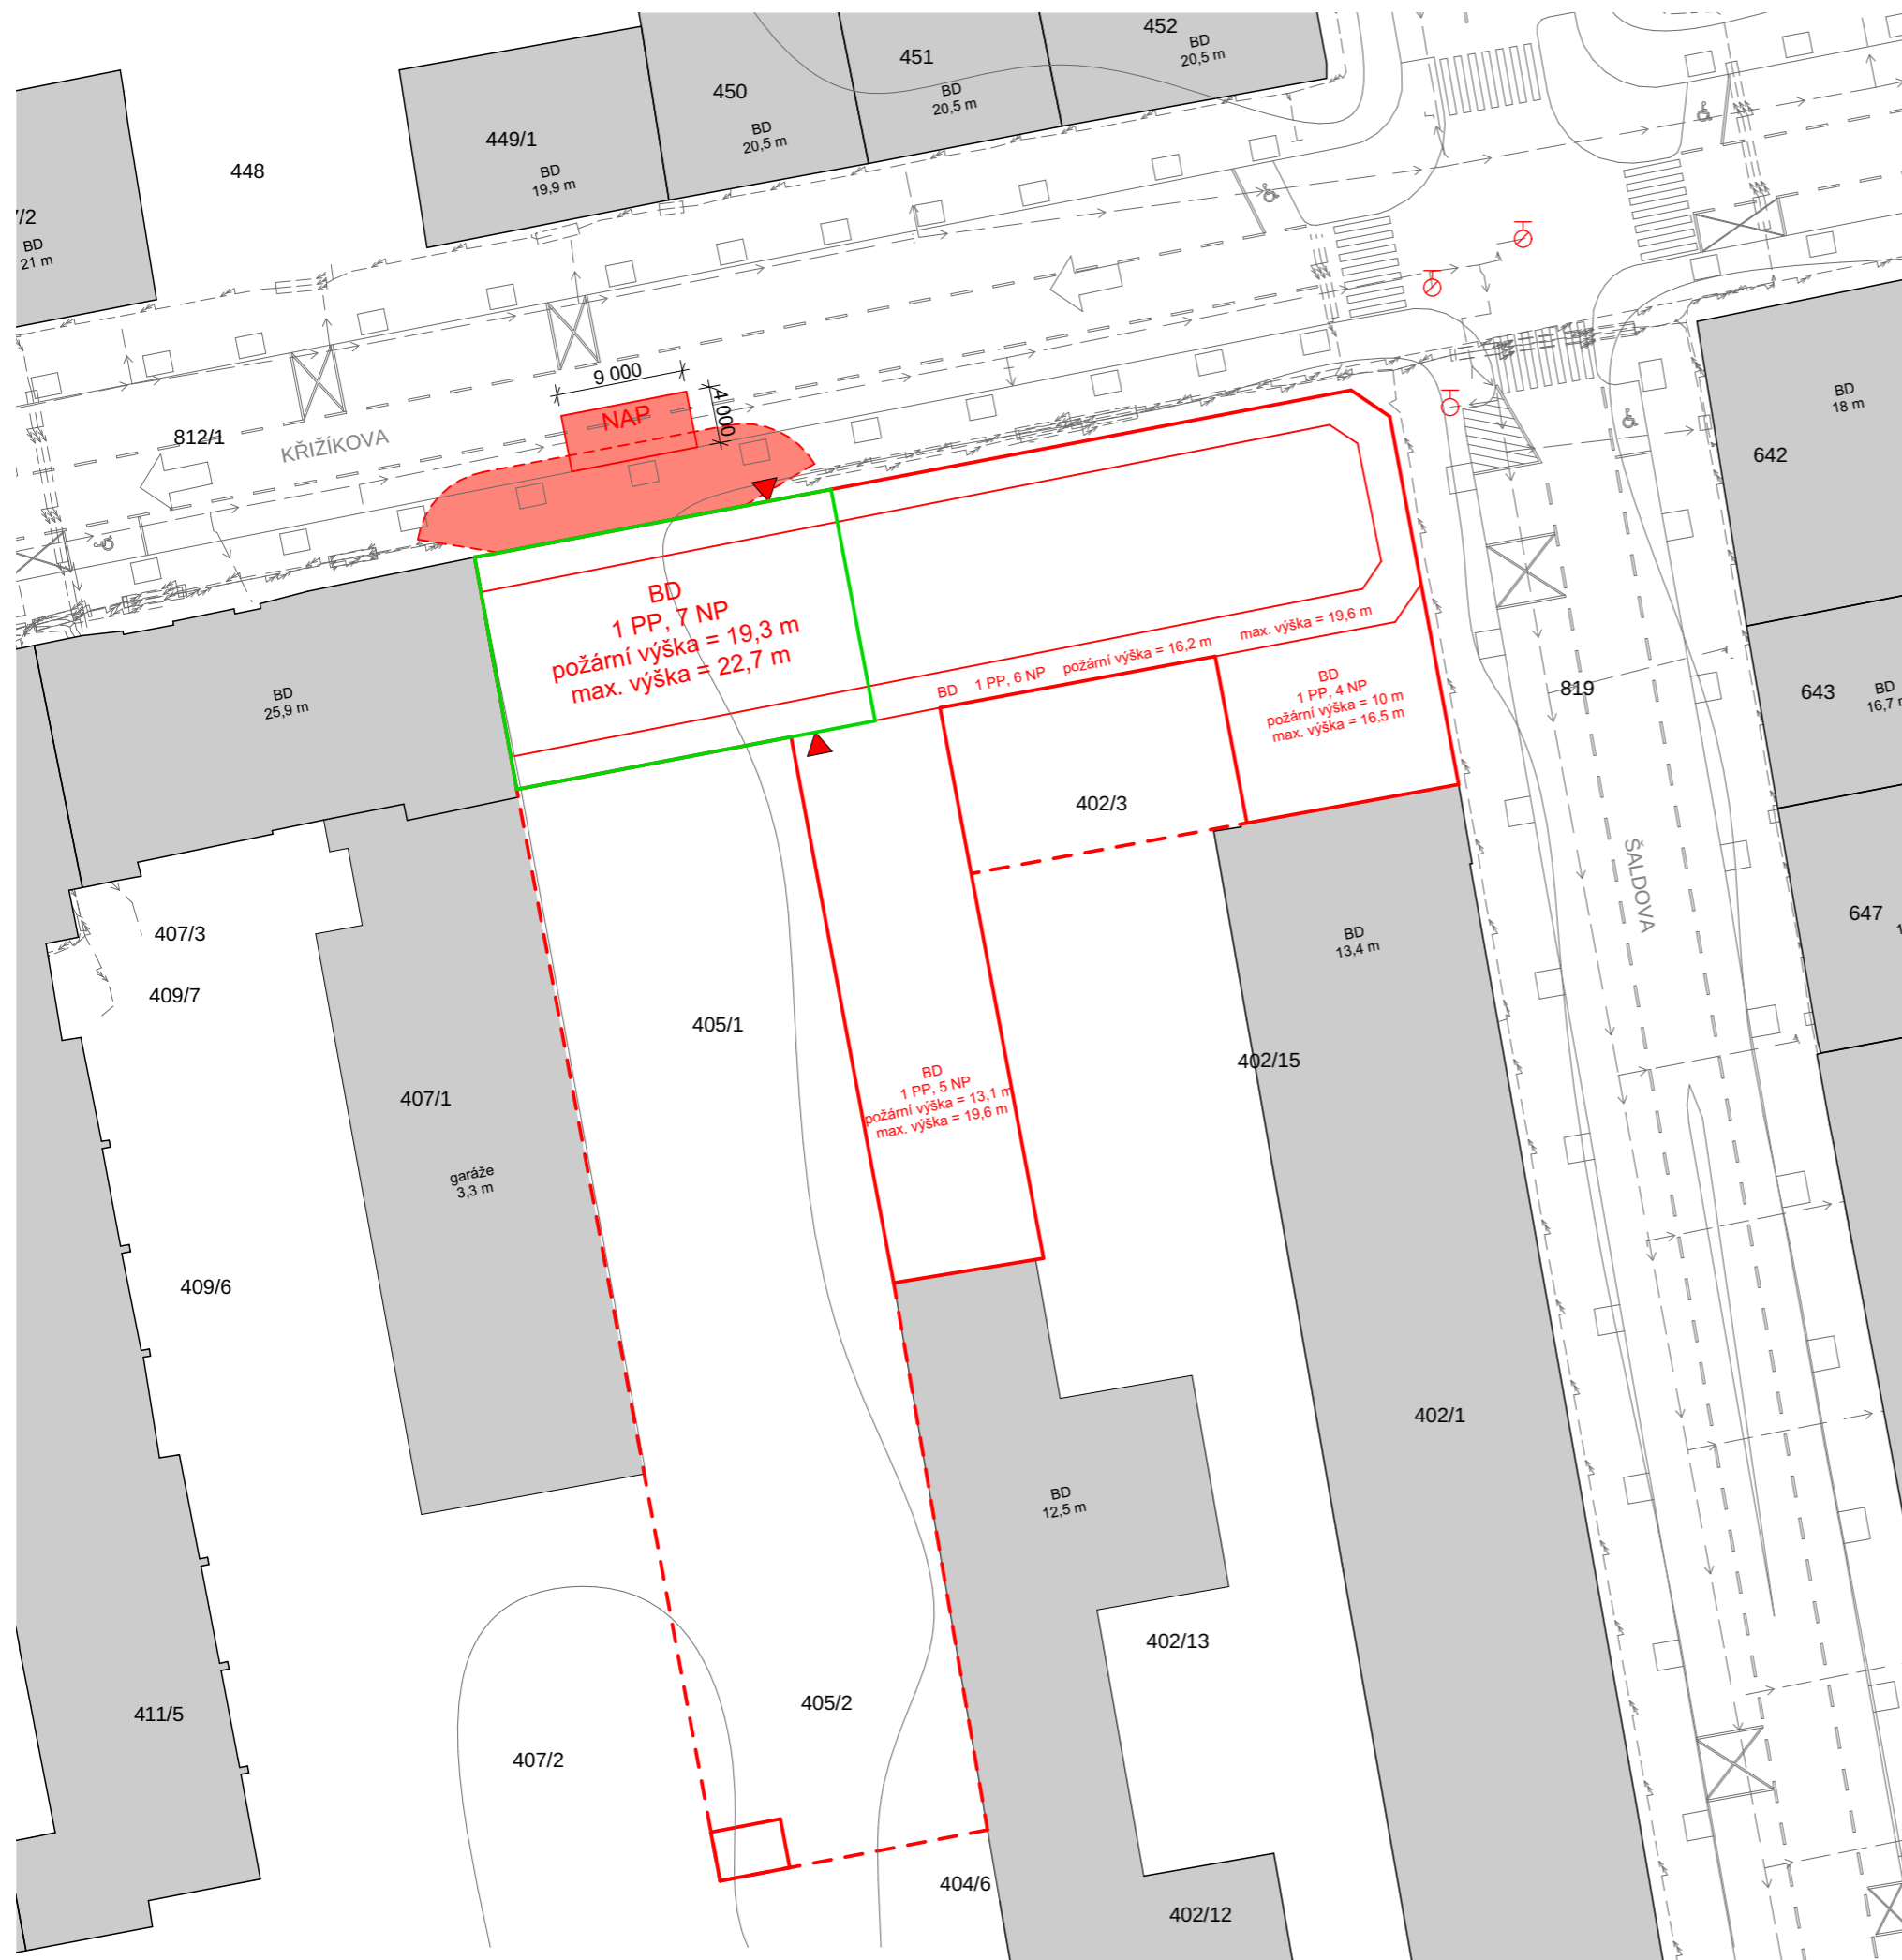 452
BD
20,5 m
451
BD
20,5 m
450
BD
20,5 m
449/1
BD
19,9 m
448
7/2
BD
21 m
812/1
KŘIŽÍKOVA
9 000
4 000
NAP
BD
18 m
642
BD
1 PP, 7 NP
požární výška = 19,3 m
max. výška = 22,7 m
BD 1 PP, 6 NP požární výška = 16,2 m max. výška = 19,6 m
BD
1 PP, 4 NP
požární výška = 10 m
max. výška = 16,5 m
BD
25,9 m
819
643
BD
16,7 m
402/3
ŠALDOVA
647
407/3
409/7
BD
13,4 m
405/1
402/15
407/1
BD
1 PP, 5 NP
požární výška = 13,1 m
max. výška = 19,6 m
garáže
3,3 m
409/6
402/1
BD
12,5 m
402/13
405/2
411/5
407/2
404/6
402/12